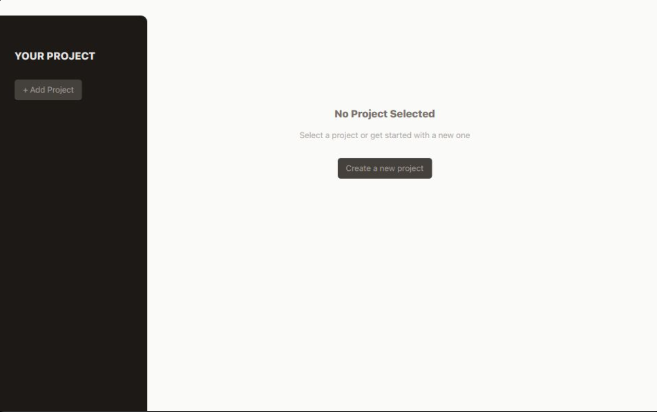 YOUR PROJECT
+ Add Project
No Project Selected
Select a project or get started with a new one
Create a new project